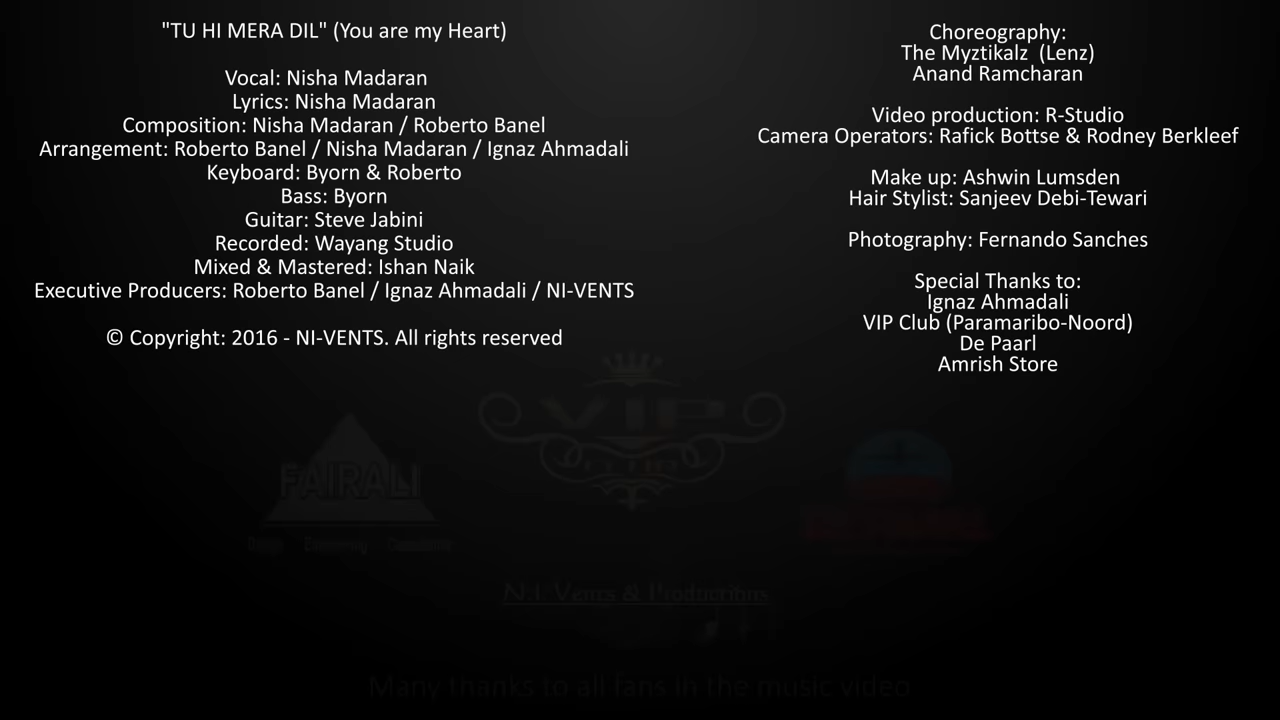 "TU HI MERA DIL" (You are my Heart)
Vocal: Nisha Madaran
Lyrics: Nisha Madaran
Composition: Nisha Madaran / Roberto Banel
Arrangement: Roberto Banel / Nisha Madaran / Ignaz Ahmadali
Keyboard: Byorn & Roberto
Bass: Byorn
Guitar: Steve Jabini
Recorded: Wayang Studio
Mixed & Mastered: Ishan Naik
Executive Producers: Roberto Banel / Ignaz Ahmadali / NI-VENTS
© Copyright: 2016 - NI-VENTS. All rights reserved
Choreography:
The Myztikalz  (Lenz)
Anand Ramcharan
Video production: R-Studio
Camera Operators: Rafick Bottse & Rodney Berkleef
Make up: Ashwin Lumsden
Hair Stylist: Sanjeev Debi-Tewari
Photography: Fernando Sanches
Special Thanks to:
Ignaz Ahmadali
VIP Club (Paramaribo-Noord)
De Paarl
Amrish Store
VIP
FAIRALI
N.I. Vents & Productions
Many thanks to all fans in the music video